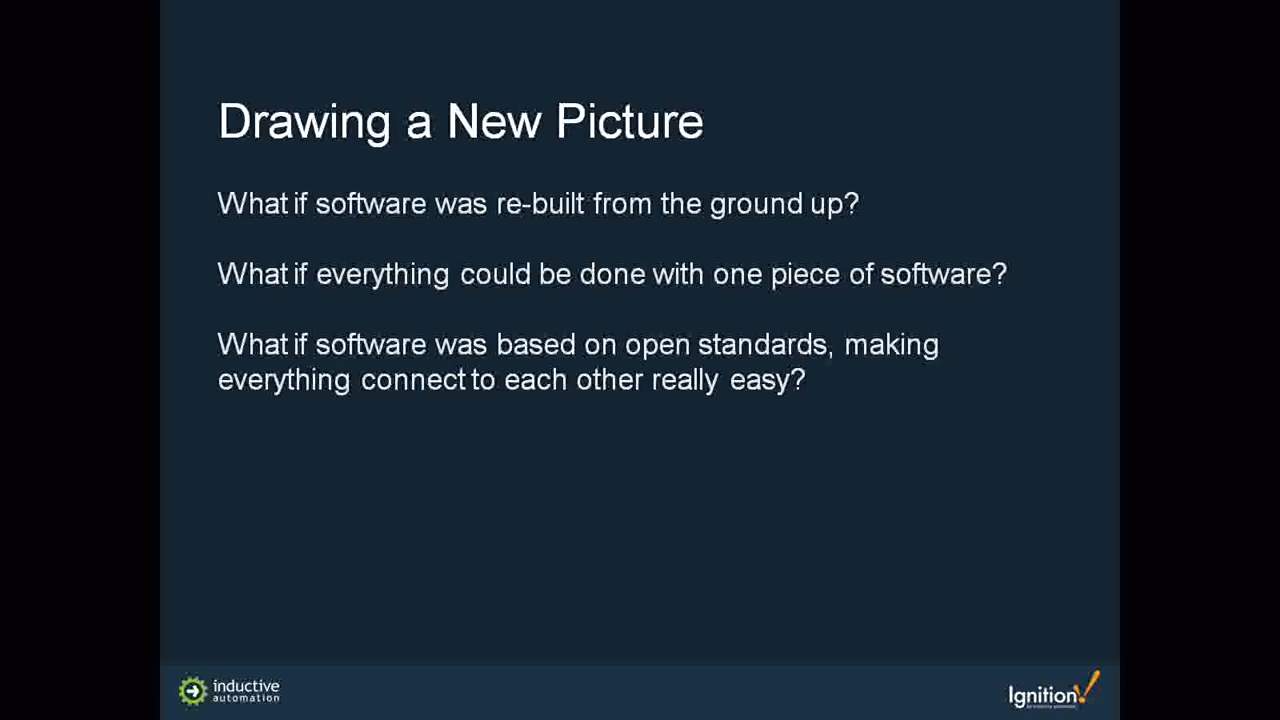 Drawing a New Picture
What if software was re-built from the ground up?
What if everything could be done with one piece of software?
What if software was based on open standards, making
everything connect to each other really easy?
inductive
automation
Ignition!